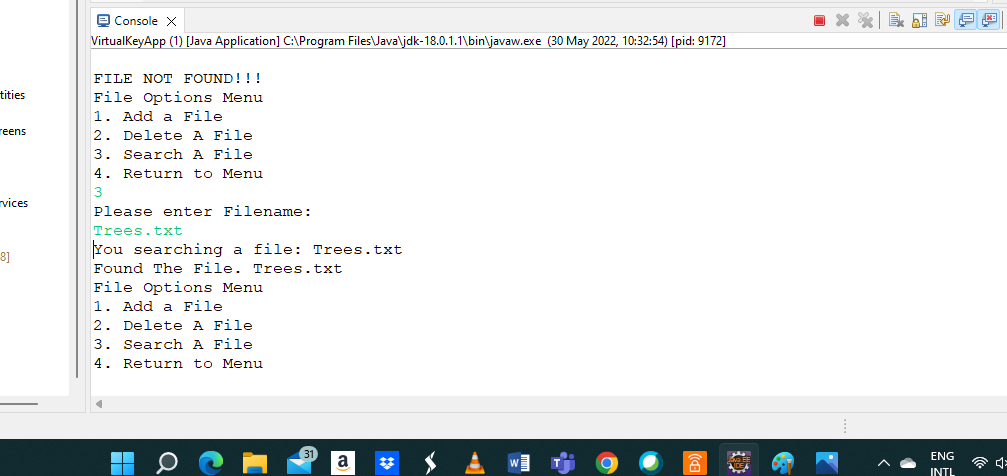 Console
VirtualKeyApp (1) [Java Application] C:\Program Files\Java\jdk-18.0.1.1\bin\javaw.exe (30 May 2022, 10:32:54) [pid: 9172]
FILE NOT FOUND!!!
File Options Menu
1. Add a File
2. Delete A File
3. Search A File
4. Return to Menu
3
Please enter Filename:
Trees.txt
You searching a file: Trees.txt
Found The File. Trees.txt
File Options Menu
1. Add a File
2. Delete A File
3. Search A File
4. Return to Menu
tities
reens
rvices
8]
31
a
W
T
JAVA EE
IDE
ENG
INTL